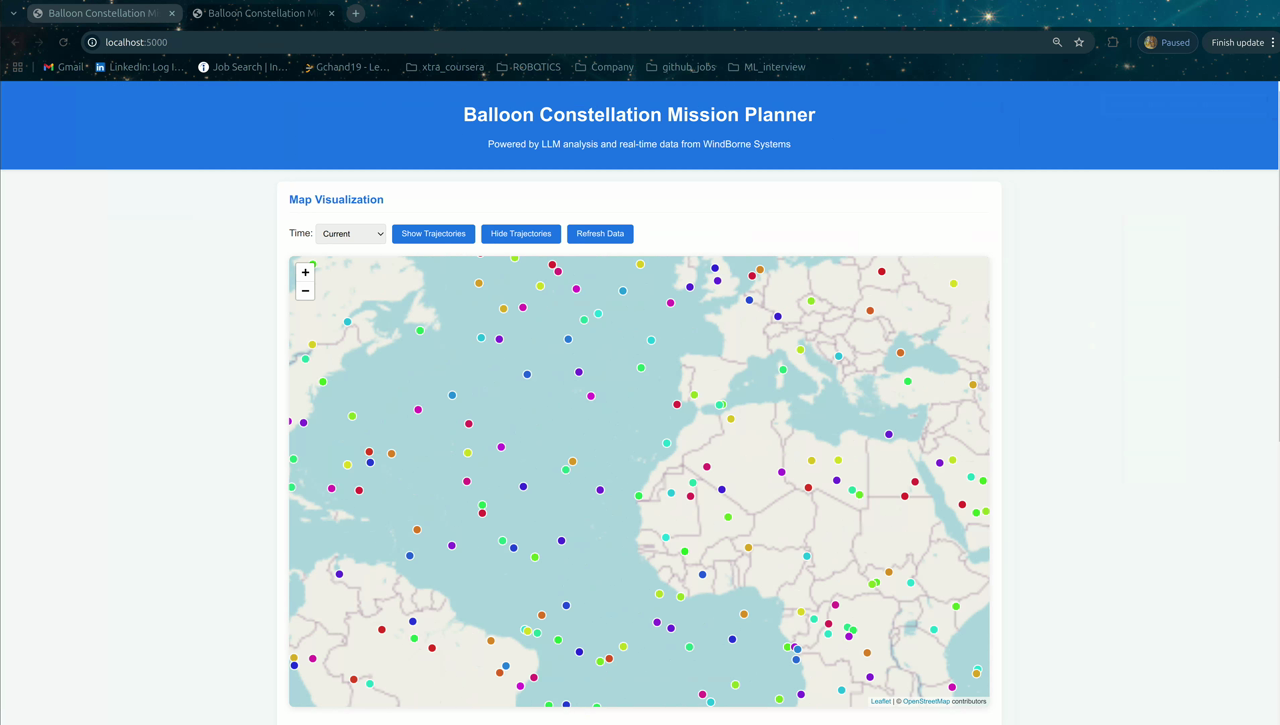 Balloon Constellation Mi
Balloon Constellation M
localhost:5000
Paused
Finish update
Gmail
LinkedIn: Log I...
Job Search | In...
Gchand19 - Le...
xtra_coursera
ROBOTICS
Company
github_jobs
ML_interview
Balloon Constellation Mission Planner
Powered by LLM analysis and real-time data from WindBorne Systems
Map Visualization
Time:
Current
Show Trajectories
Hide Trajectories
Refresh Data
+
−
Leaflet | © OpenStreetMap contributors